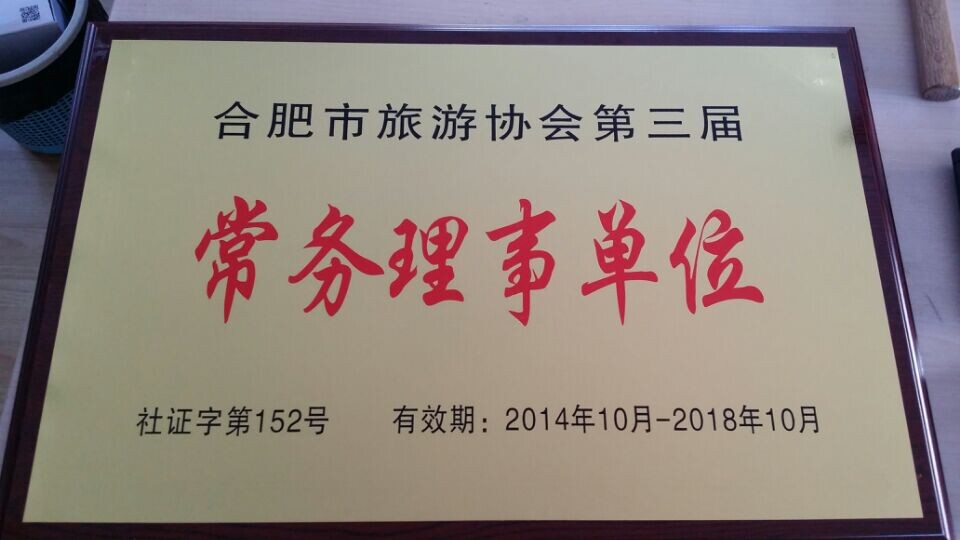 合肥市旅游协会第三届
常务理事单位
社证字第152号 有效期：2014年10月-2018年10月